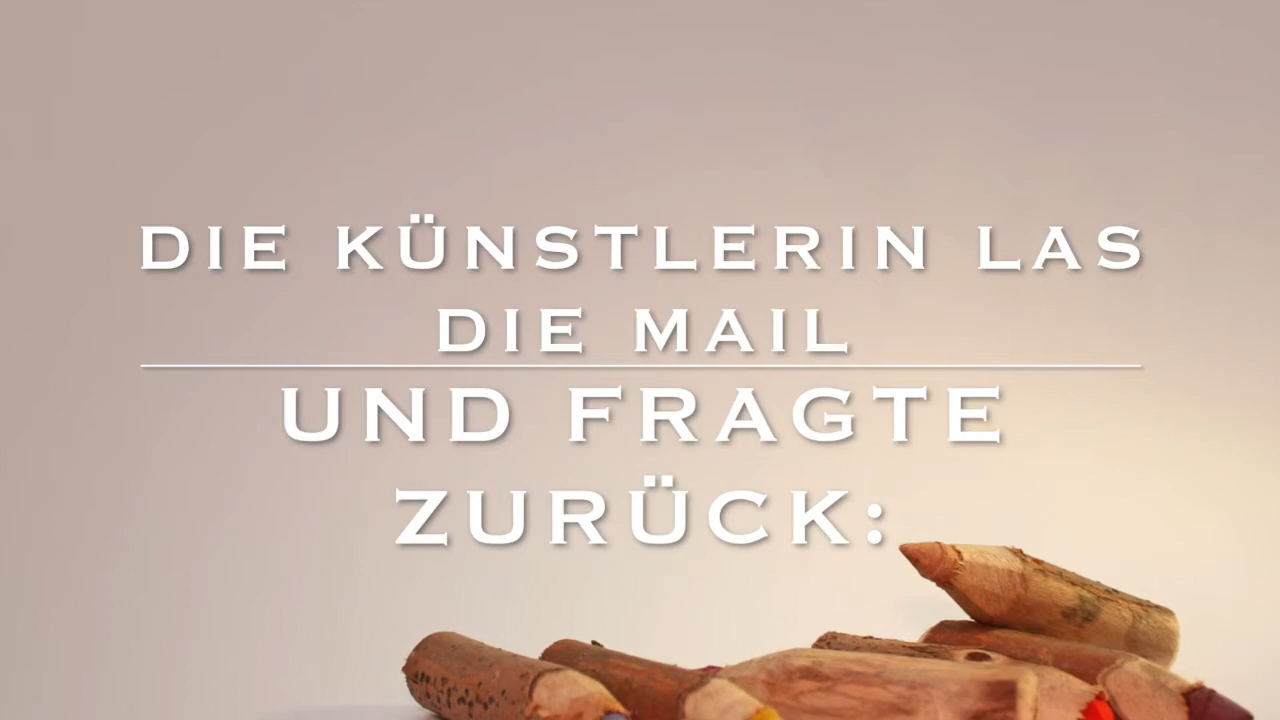 DIE KÜNSTLERIN LAS
DIE MAIL
UND FRAGTE
ZURÜCK: